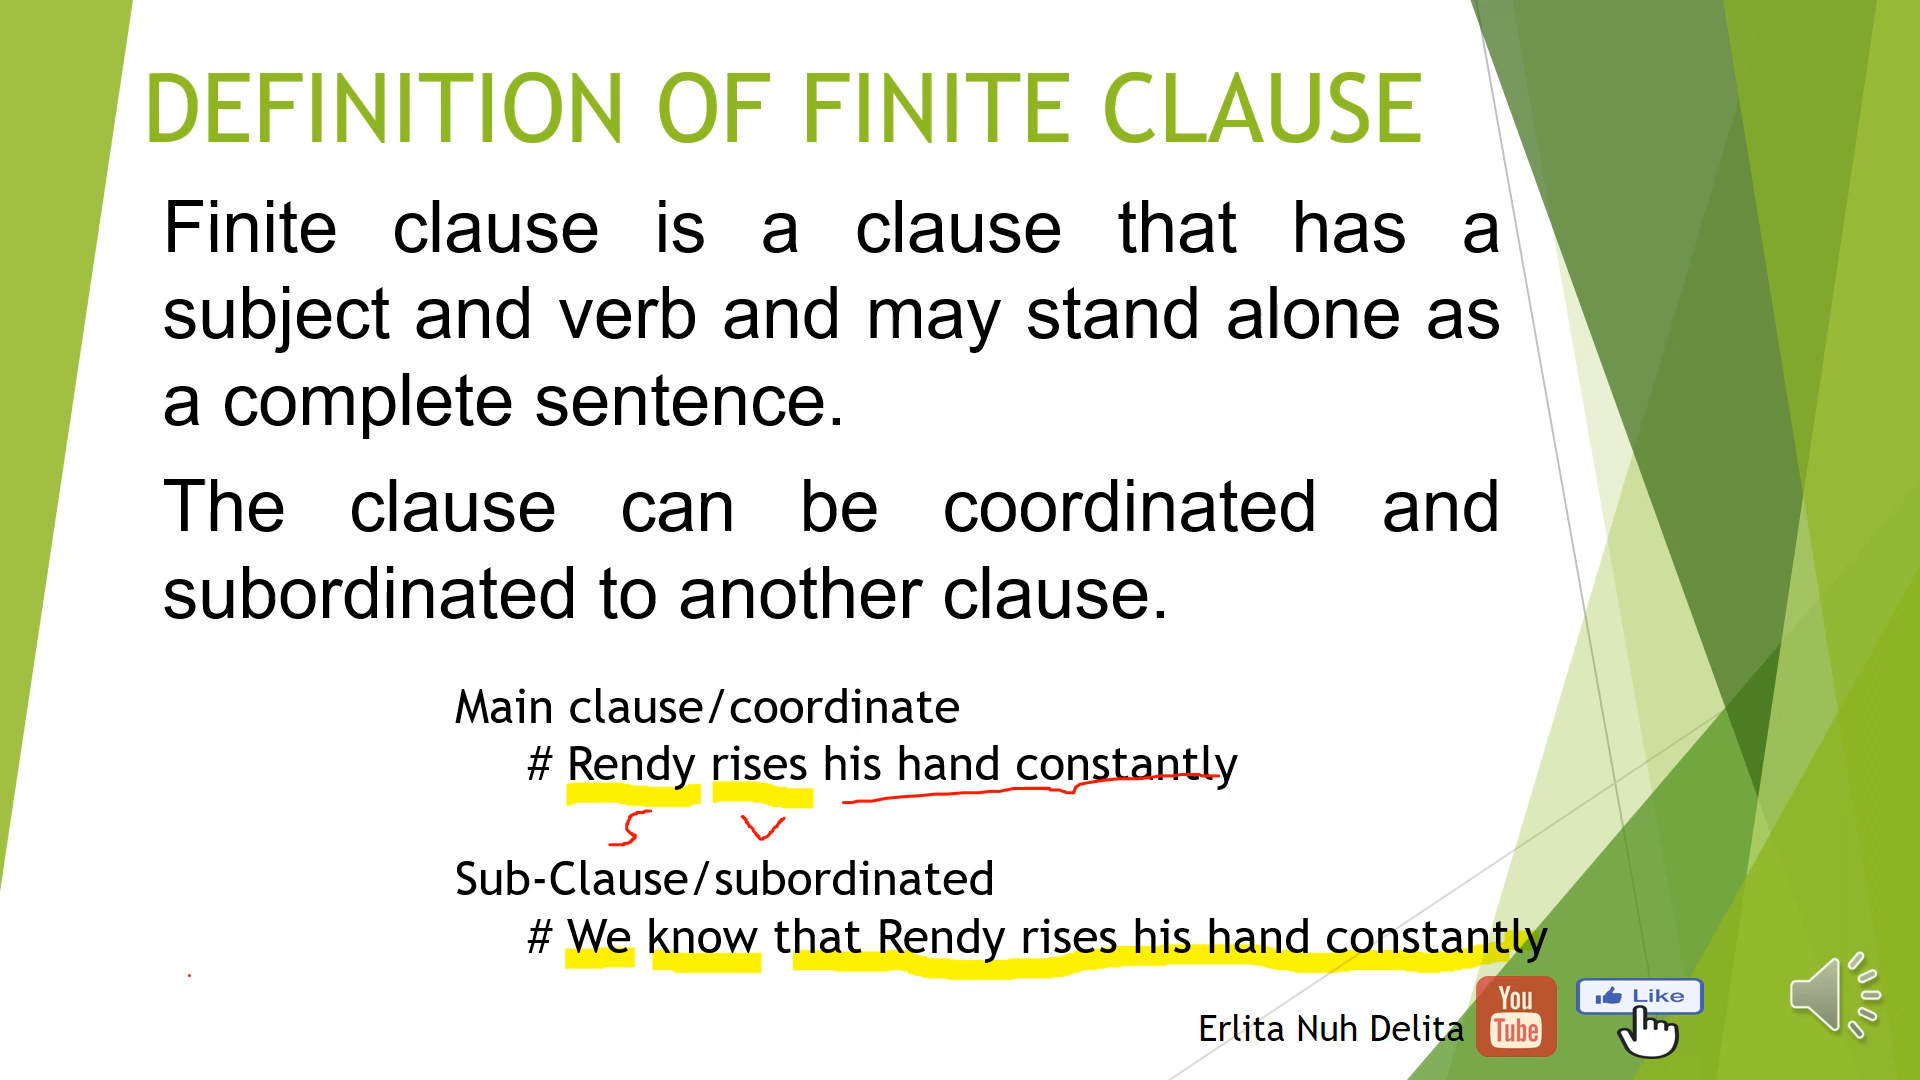 DEFINITION OF FINITE CLAUSE
Finite clause is a clause that has a
subject and verb and may stand alone as
a complete sentence.
The clause can be coordinated and
subordinated to another clause.
Main clause/coordinate
# Rendy rises his hand constantly
S V
Sub-Clause/subordinated
# We know that Rendy rises his hand constantly
Erlita Nuh Delita
You
Tube
Like